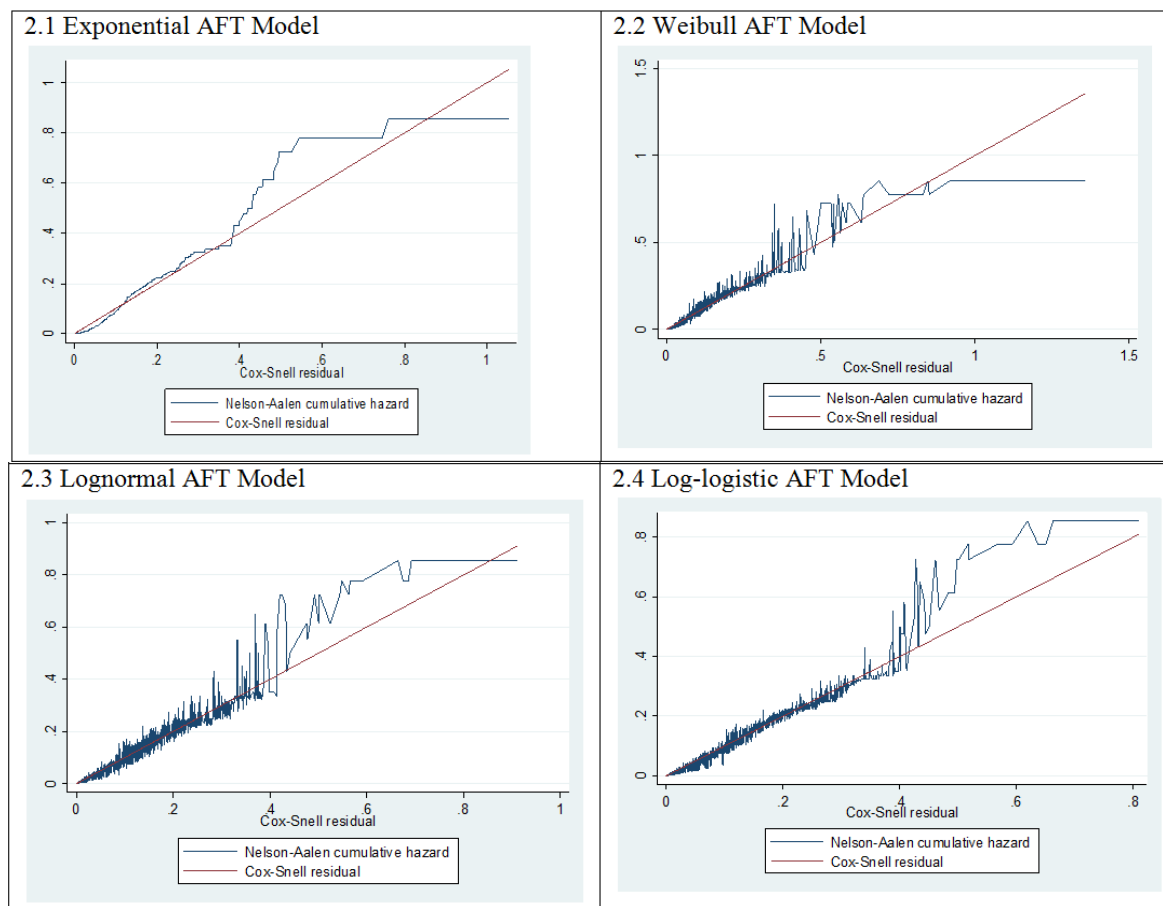 2.1 Exponential AFT Model
1
.8
.6
.4
.2
0
0 .2 .4 .6 .8 1
Cox-Snell residual
Nelson-Aalen cumulative hazard
Cox-Snell residual
2.2 Weibull AFT Model
1.5
1
.5
0
0 .5 1 1.5
Cox-Snell residual
Nelson-Aalen cumulative hazard
Cox-Snell residual
2.3 Lognormal AFT Model
1
.8
.6
.4
.2
0
0 .2 .4 .6 .8 1
Cox-Snell residual
Nelson-Aalen cumulative hazard
Cox-Snell residual
2.4 Log-logistic AFT Model
.8
.6
.4
.2
0
0 .2 .4 .6 .8
Cox-Snell residual
Nelson-Aalen cumulative hazard
Cox-Snell residual